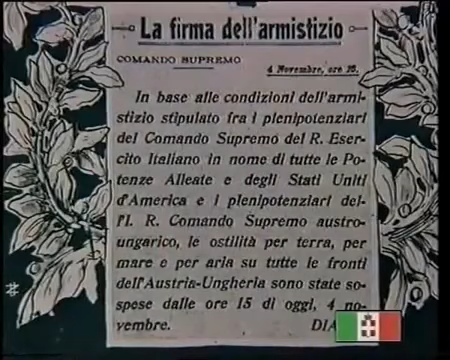 La firma dell'armistizio
COMANDO SUPREMO
4 Novembre, ore 16.
In base alle condizioni dell'armi-
stizio stipulato fra i plenipotenziari
del Comando Supremo del R. Eser-
cito Italiano in nome di tutte le Po-
tenze Alleate e degli Stati Uniti
d'America e i plenipotenziari del-
l'I. R. Comando Supremo austro-
ungarico, le ostilità per terra, per
mare e per aria su tutte le fronti
dell'Austria-Ungheria sono state so-
spese dalle ore 15 di oggi, 4 no-
vembre.